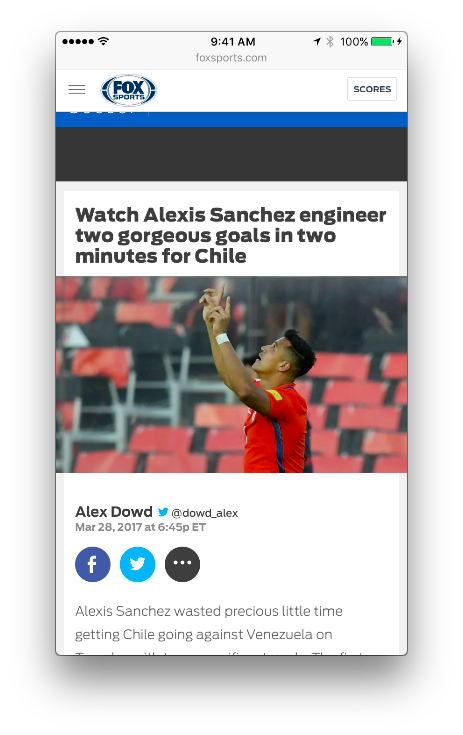 9:41 AM
100%
foxsports.com
FOX
SPORTS
SCORES
Watch Alexis Sanchez engineer
two gorgeous goals in two
minutes for Chile
Alex Dowd @dowd_alex
Mar 28, 2017 at 6:45p ET
Alexis Sanchez wasted precious little time
getting Chile going against Venezuela on